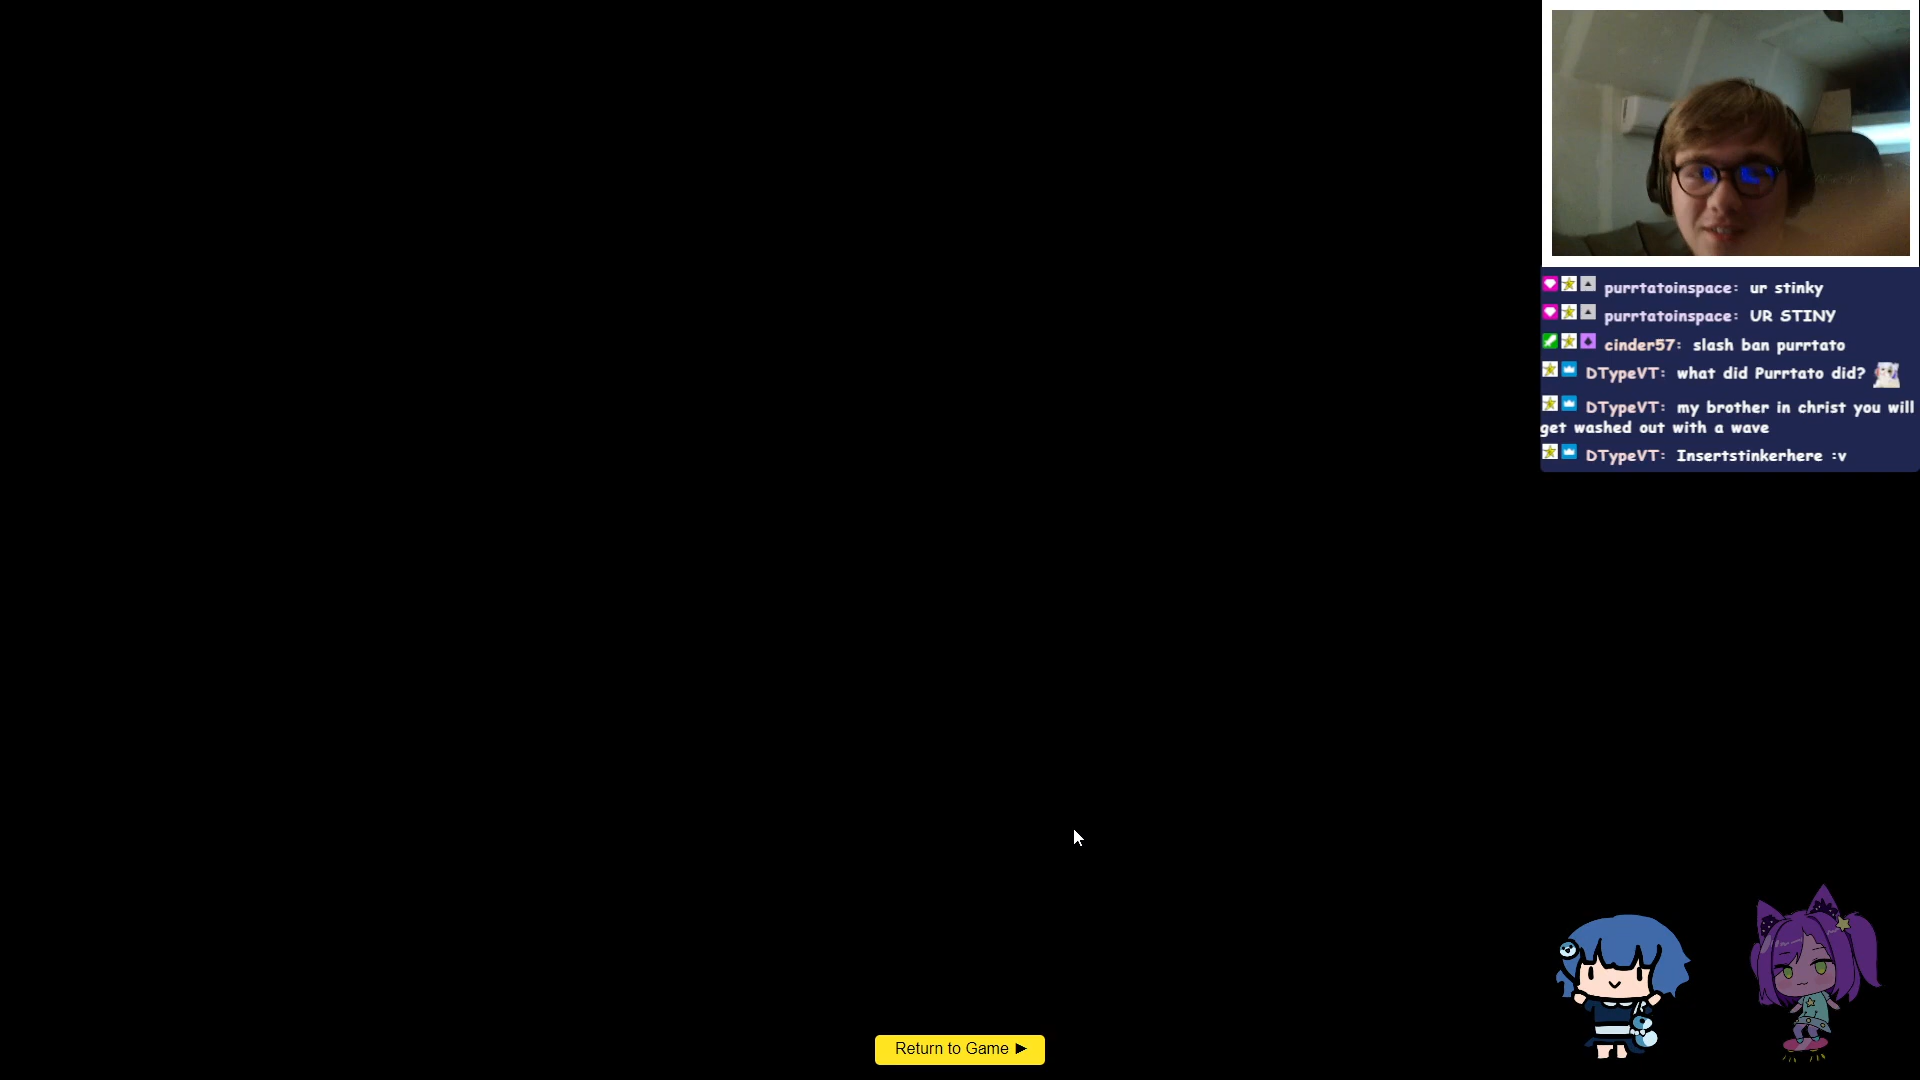 purrtatoinspace: ur stinky
purrtatoinspace: UR STINY
cinder57: slash ban purrtato
DTypeVT: what did Purrtato did?
DTypeVT: my brother in christ you will
get washed out with a wave
DTypeVT: Insertstinkerhere :v
Return to Game ►